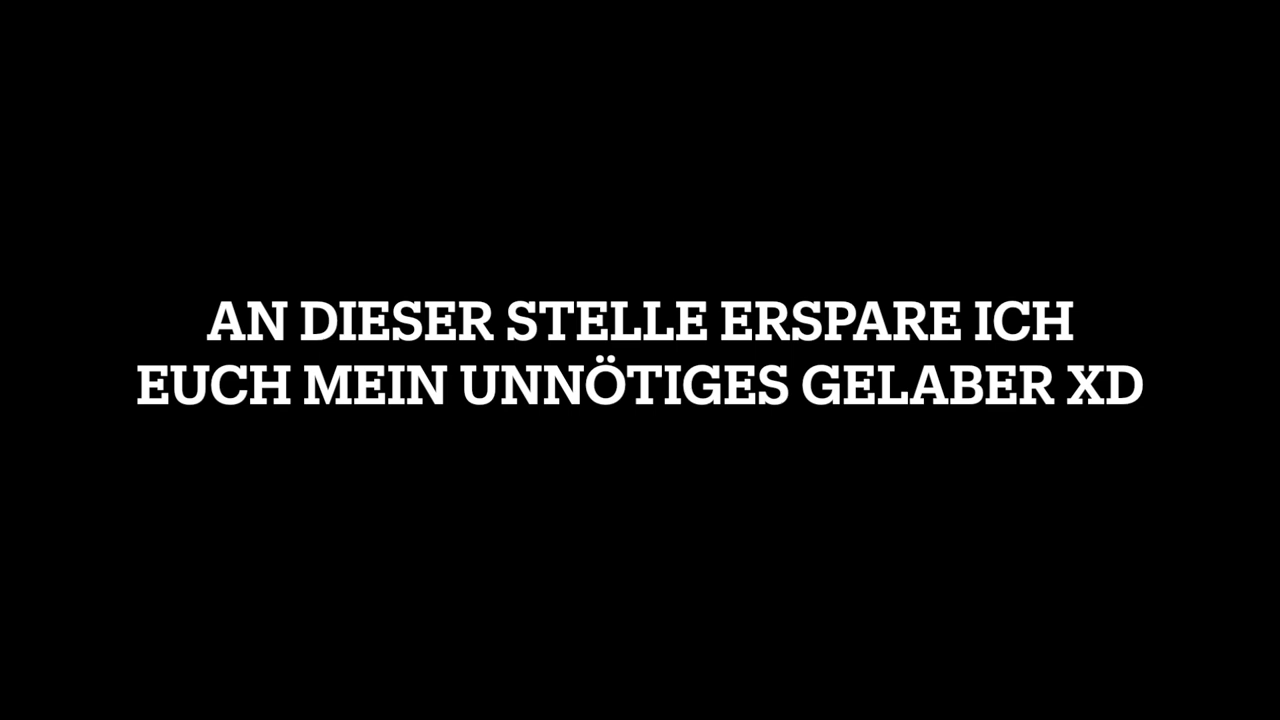 AN DIESER STELLE ERSPARE ICH
EUCH MEIN UNNÖTIGES GELABER XD